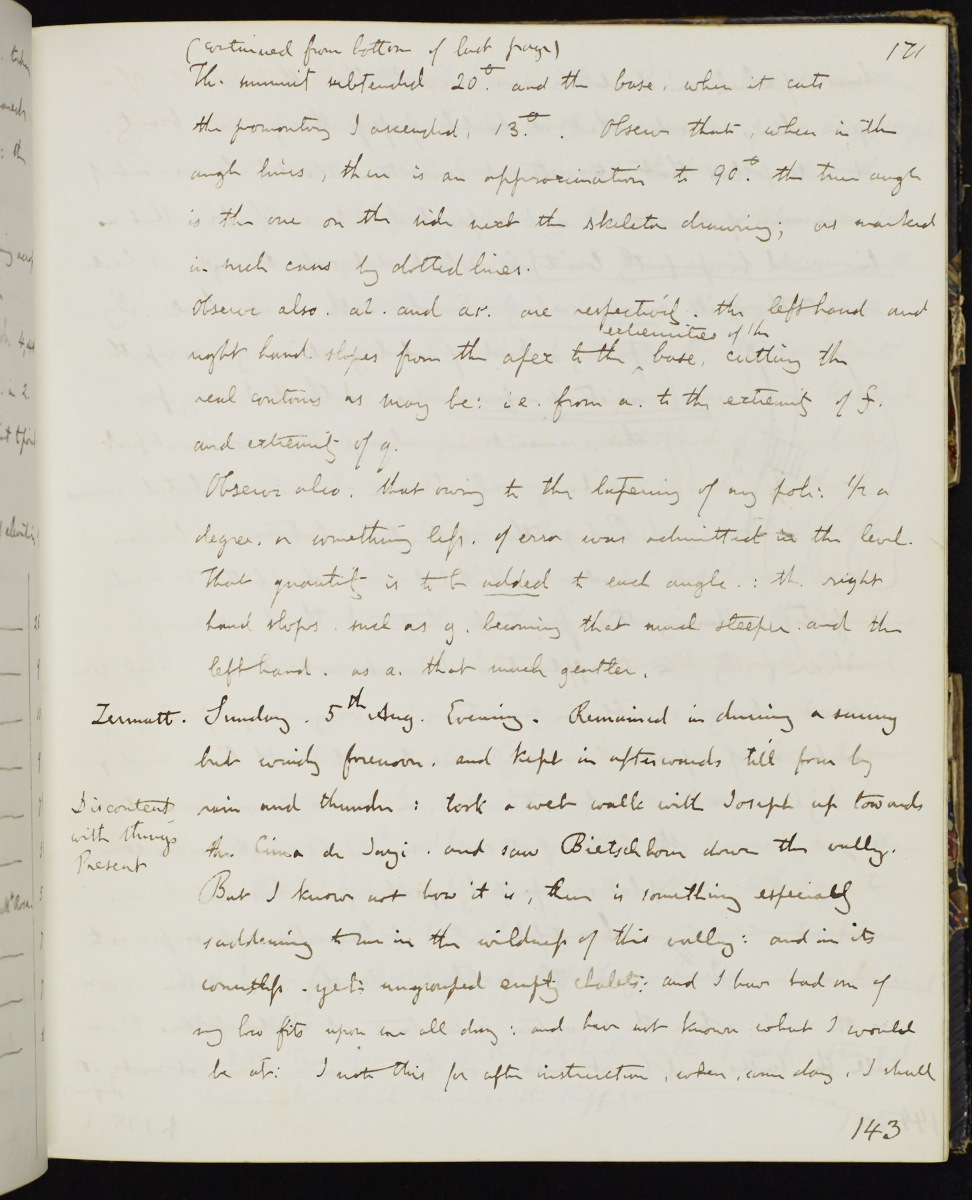 171
(continued from bottom of last page)
The summit subtended 20°. and the base, when it cuts
the promontory I ascended, 13°. Observe that, when in the
angle lines, there is an approximation to 90°. the true angle
is the one on the side next the skeleton drawing; as marked
in such cases by dotted lines.
Observe also. al. and ar. are respectively. the left hand and
right hand. slopes from the apex to the extremities of the base, cutting the
real contours as may be: i.e. from a. to the extremity of f.
and extremity of g.
Observe also. that owing to the lapening of my pole: 1/2 a
degree. or something less. of error was admitted in the level.
That quantity is to be added to each angle: the right
hand slopes. such as g. becoming that much steeper. and the
left hand. as a. that much gentler.
Zermatt. Sunday. 5th Aug. Evening. Remained in during a sunny
but windy forenoon. and kept in afterwards till four by
rain and thunder: took a wet walk with Joseph up towards
Discontent
with things
Present
the Cima de Jazi. and saw Bietschhorn down the valley.
But I know not how it is, there is something especially
saddening to me in the wildness of this valley: and in its
countless. yet: ungrouped empty chalets: and I have had one of
my low fits upon me all day: and have not known what I would
be at: I note this for after instruction, when, some day, I shall
143